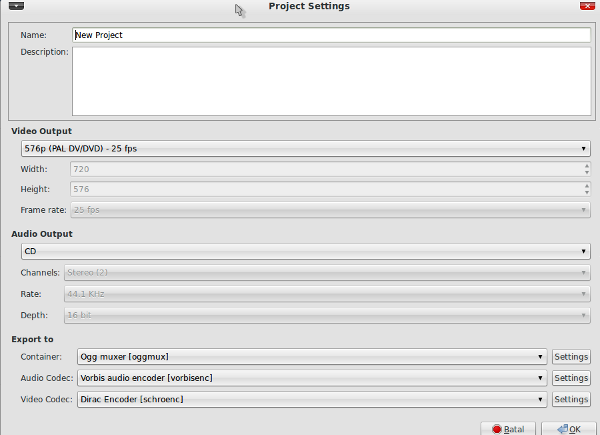 Project Settings
Name: New Project
Description:
Video Output
576p (PAL DV/DVD) - 25 fps
Width: 720
Height: 576
Frame rate: 25 fps
Audio Output
CD
Channels: Stereo (2)
Rate: 44.1 KHz
Depth: 16 bit
Export to
Container: Ogg muxer [oggmux] Settings
Audio Codec: Vorbis audio encoder [vorbisenc] Settings
Video Codec: Dirac Encoder [schroenc] Settings
Batal OK